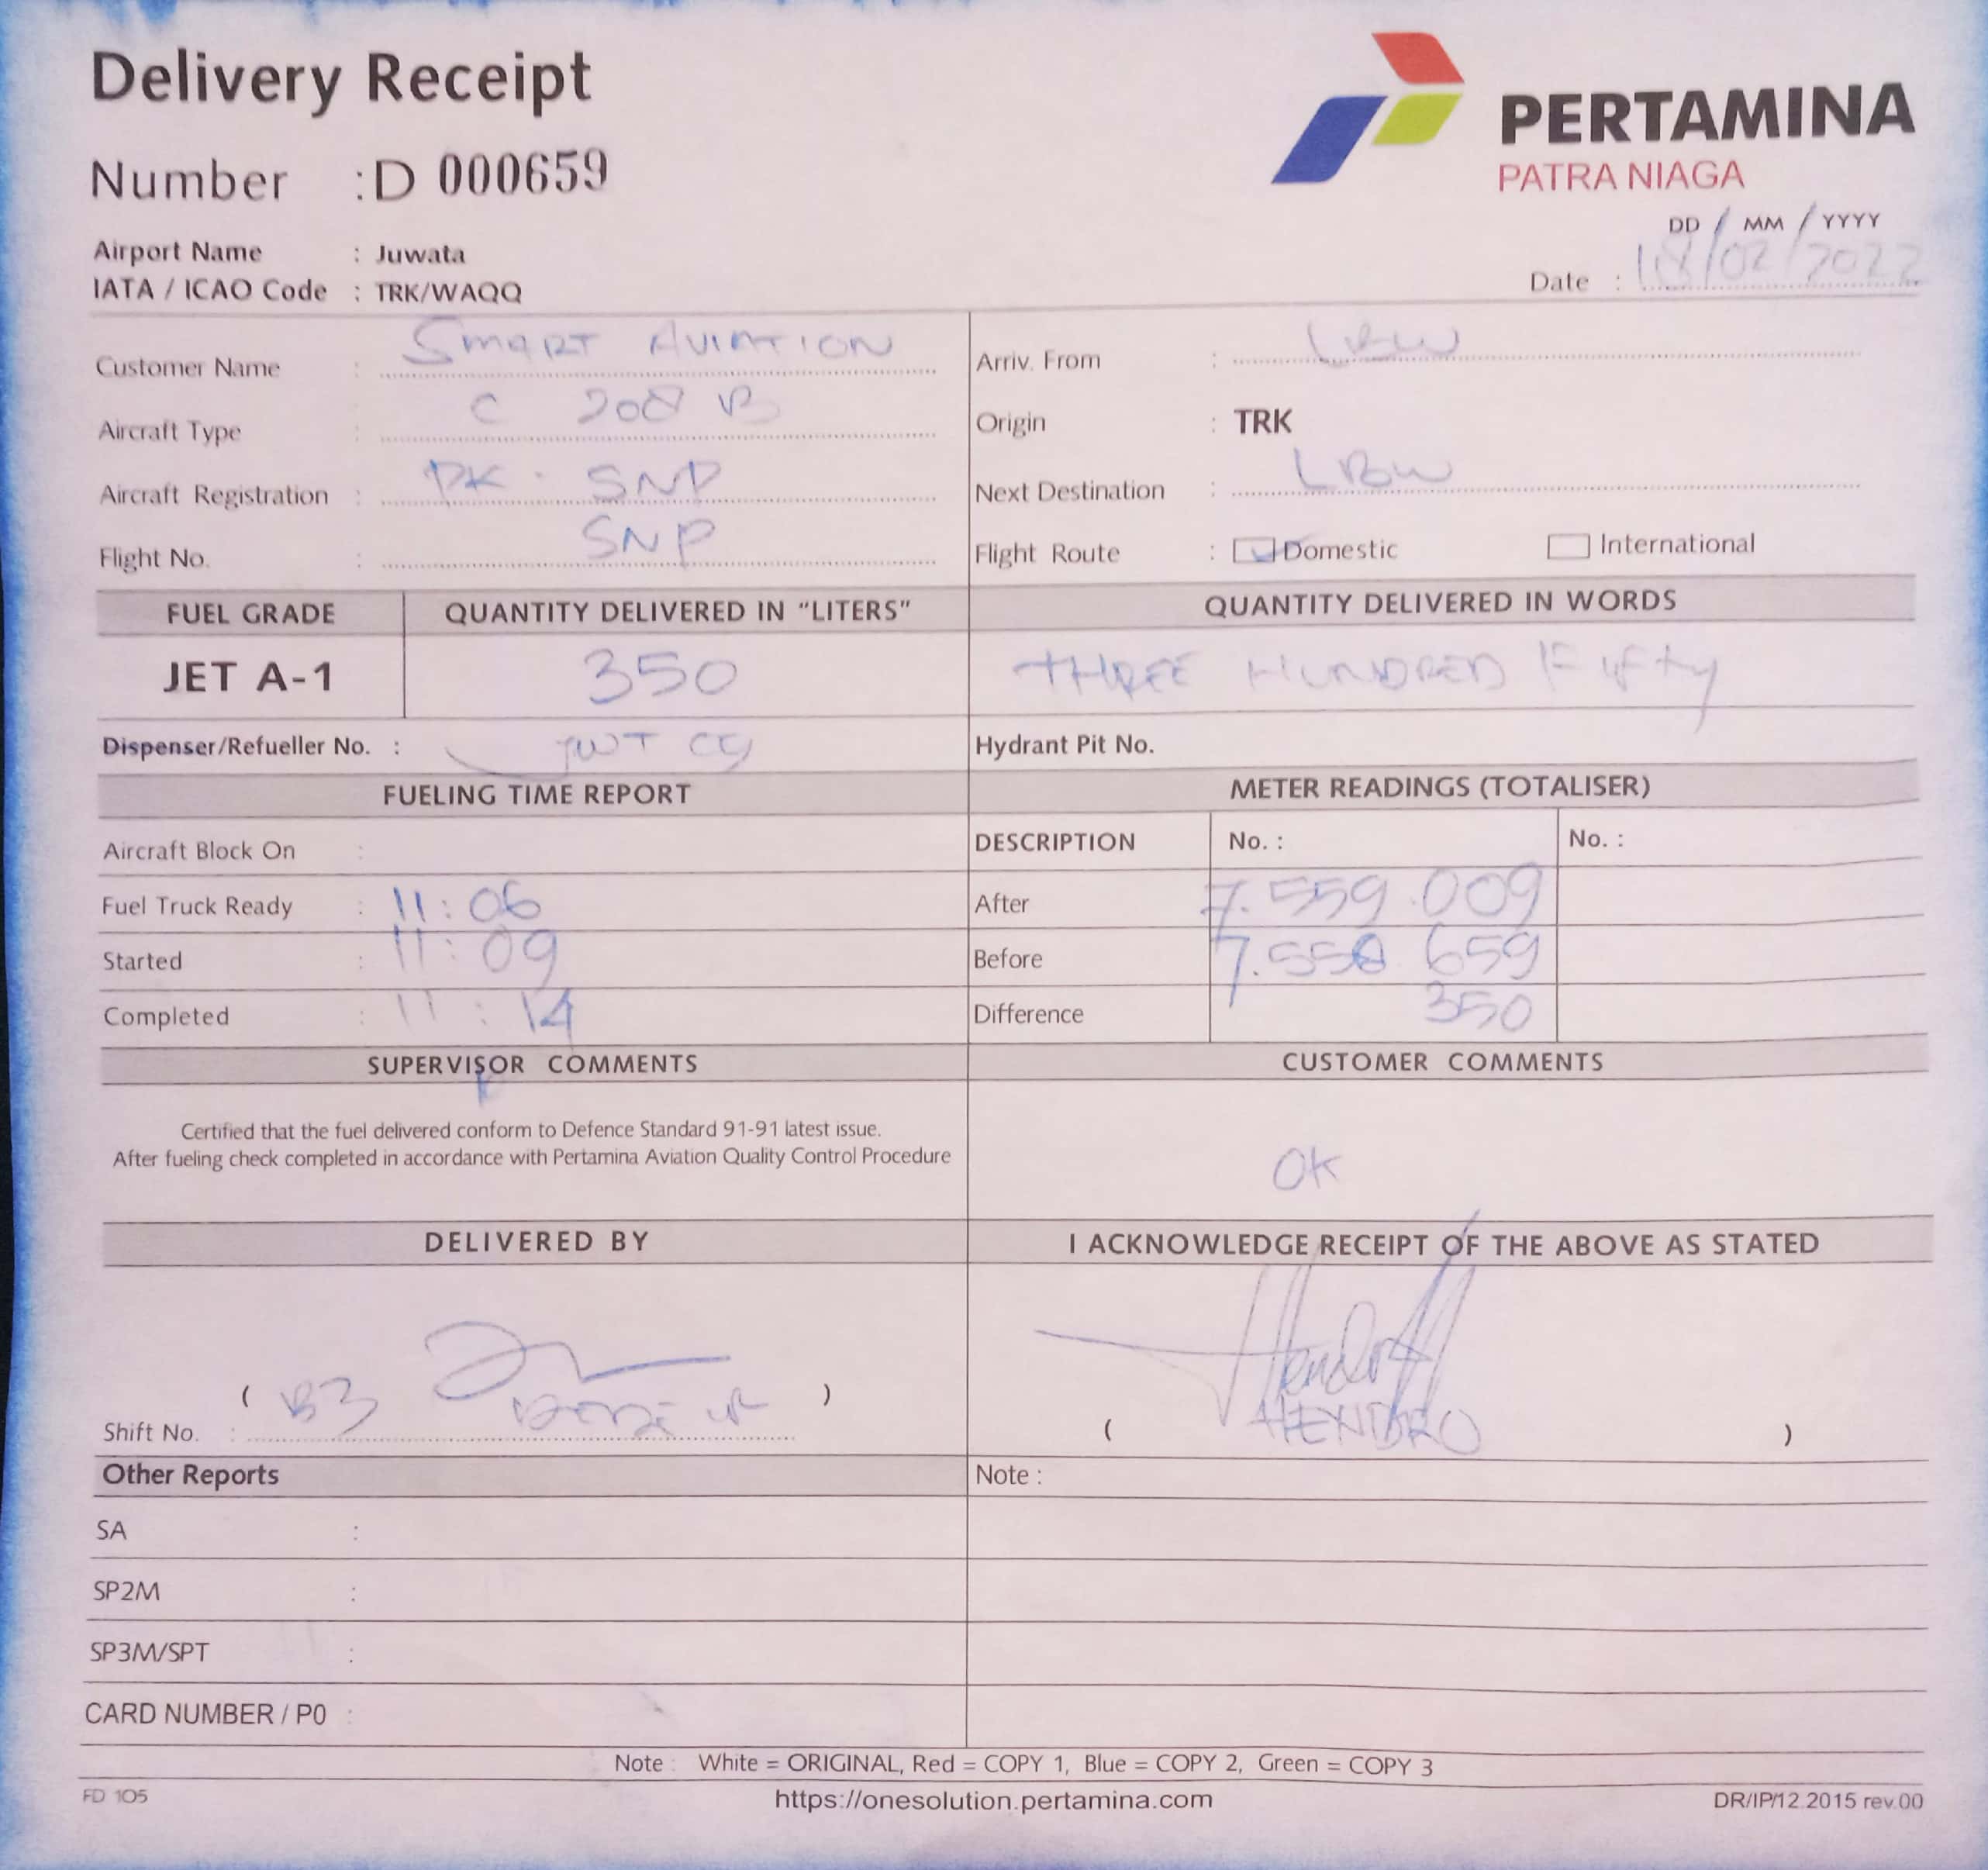 Delivery Receipt
Number : D 000659
PERTAMINA
PATRA NIAGA
Airport Name : Juwata
IATA / ICAO Code : TRK/WAQQ
DD / MM / YYYY
Date : 18/02/2022
Customer Name : SMART AVIATION
Aircraft Type : C 208 B
Aircraft Registration : PK - SNP
Flight No. : SNP
Arriv. From : LBW
Origin : TRK
Next Destination : LBW
Flight Route : Domestic International
FUEL GRADE QUANTITY DELIVERED IN "LITERS" QUANTITY DELIVERED IN WORDS
JET A-1 350 THREE HUNDRED FIFty
Dispenser/Refueller No. : Hydrant Pit No.
FUELING TIME REPORT
Aircraft Block On :
Fuel Truck Ready : 11:06
Started : 11:09
Completed : 11:14
METER READINGS (TOTALISER)
DESCRIPTION No. : No. :
After 7.559.009
Before 7.558 659
Difference 350
SUPERVISOR COMMENTS
Certified that the fuel delivered conform to Defence Standard 91-91 latest issue.
After fueling check completed in accordance with Pertamina Aviation Quality Control Procedure
CUSTOMER COMMENTS
OK
DELIVERED BY
( B3 )
Shift No. :
I ACKNOWLEDGE RECEIPT OF THE ABOVE AS STATED
( HENDRO )
Other Reports
SA :
SP2M :
SP3M/SPT :
CARD NUMBER / P0 :
Note :
Note : White = ORIGINAL, Red = COPY 1, Blue = COPY 2, Green = COPY 3
FD 105
https://onesolution.pertamina.com
DR/IP/12.2015 rev.00